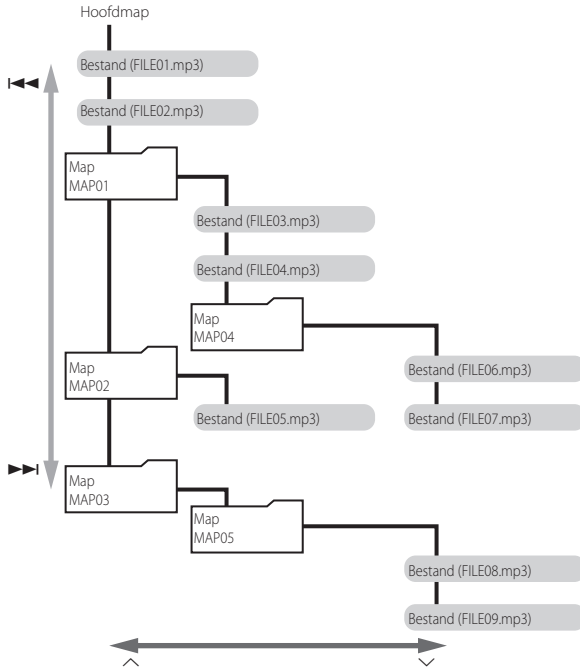 Hoofdmap
Bestand (FILE01.mp3)
Bestand (FILE02.mp3)
Map
MAP01
Bestand (FILE03.mp3)
Bestand (FILE04.mp3)
Map
MAP04
Map
MAP02
Bestand (FILE06.mp3)
Bestand (FILE05.mp3)
Bestand (FILE07.mp3)
Map
MAP03
Map
MAP05
Bestand (FILE08.mp3)
Bestand (FILE09.mp3)